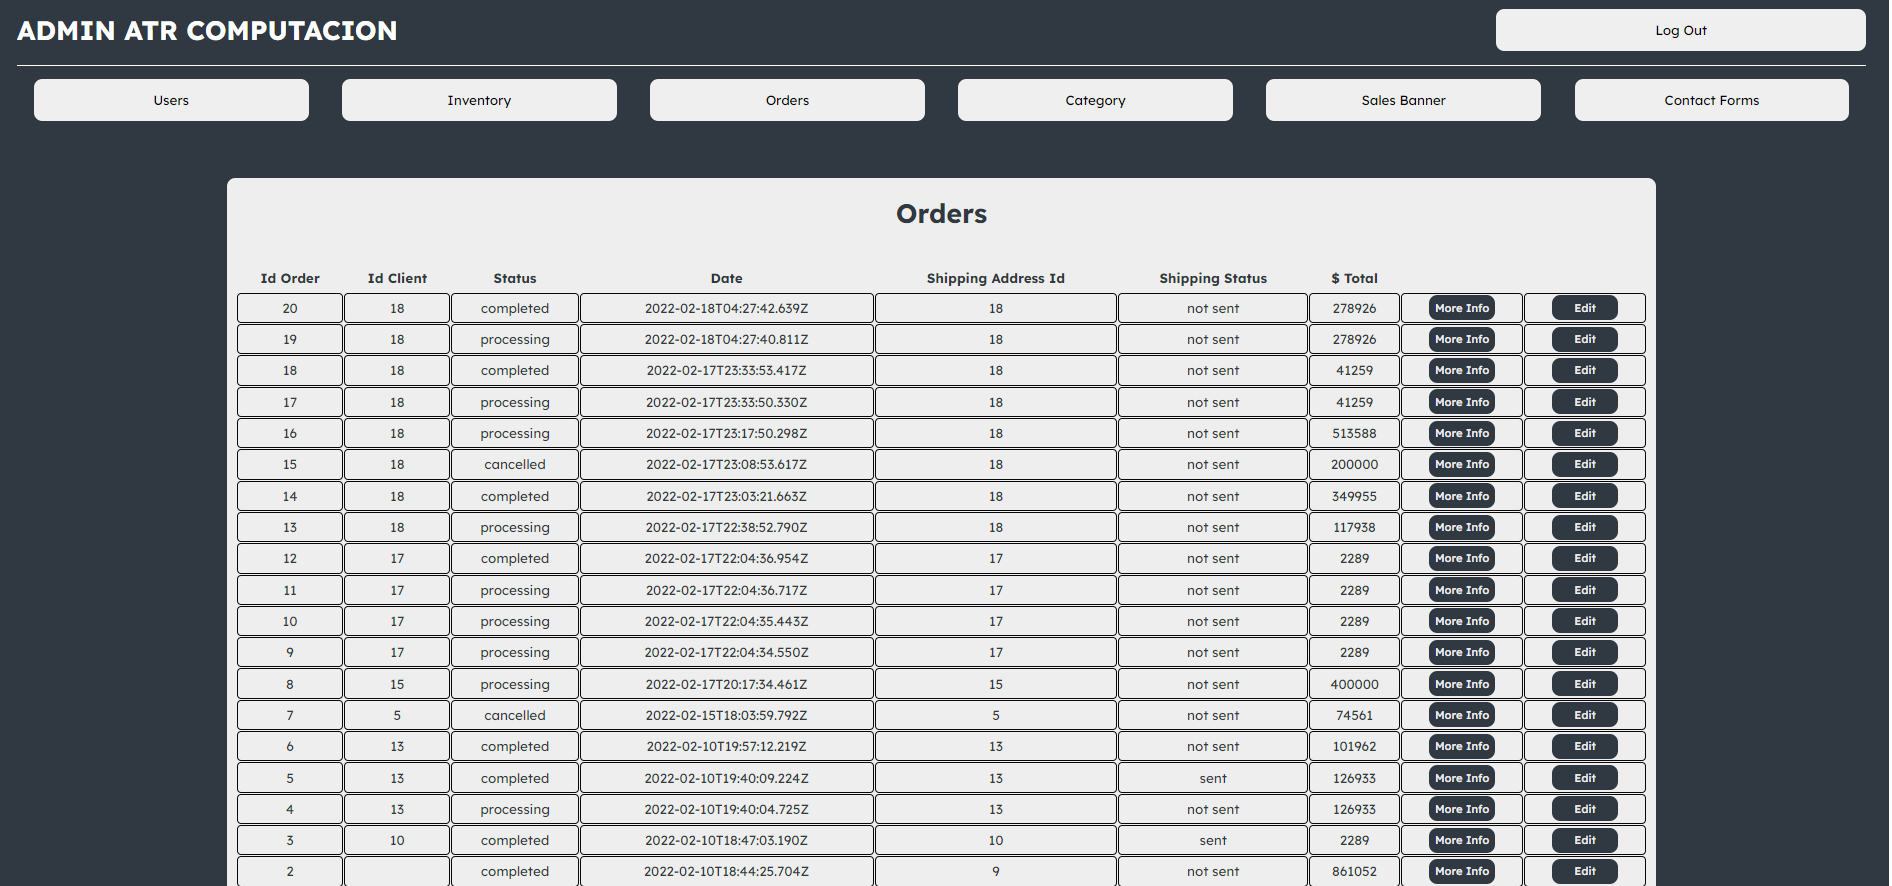 ADMIN ATR COMPUTACION
Log Out
Users Inventory Orders Category Sales Banner Contact Forms
Orders
Id Order Id Client Status Date Shipping Address Id Shipping Status $ Total
20 18 completed 2022-02-18T04:27:42.639Z 18 not sent 278926 More Info Edit
19 18 processing 2022-02-18T04:27:40.811Z 18 not sent 278926 More Info Edit
18 18 completed 2022-02-17T23:33:53.417Z 18 not sent 41259 More Info Edit
17 18 processing 2022-02-17T23:33:50.330Z 18 not sent 41259 More Info Edit
16 18 processing 2022-02-17T23:17:50.298Z 18 not sent 513588 More Info Edit
15 18 cancelled 2022-02-17T23:08:53.617Z 18 not sent 200000 More Info Edit
14 18 completed 2022-02-17T23:03:21.663Z 18 not sent 349955 More Info Edit
13 18 processing 2022-02-17T22:38:52.790Z 18 not sent 117938 More Info Edit
12 17 completed 2022-02-17T22:04:36.954Z 17 not sent 2289 More Info Edit
11 17 processing 2022-02-17T22:04:36.717Z 17 not sent 2289 More Info Edit
10 17 processing 2022-02-17T22:04:35.443Z 17 not sent 2289 More Info Edit
9 17 processing 2022-02-17T22:04:34.550Z 17 not sent 2289 More Info Edit
8 15 processing 2022-02-17T20:17:34.461Z 15 not sent 400000 More Info Edit
7 5 cancelled 2022-02-15T18:03:59.792Z 5 not sent 74561 More Info Edit
6 13 completed 2022-02-10T19:57:12.219Z 13 not sent 101962 More Info Edit
5 13 completed 2022-02-10T19:40:09.224Z 13 sent 126933 More Info Edit
4 13 processing 2022-02-10T19:40:04.725Z 13 not sent 126933 More Info Edit
3 10 completed 2022-02-10T18:47:03.190Z 10 sent 2289 More Info Edit
2 completed 2022-02-10T18:44:25.704Z 9 not sent 861052 More Info Edit